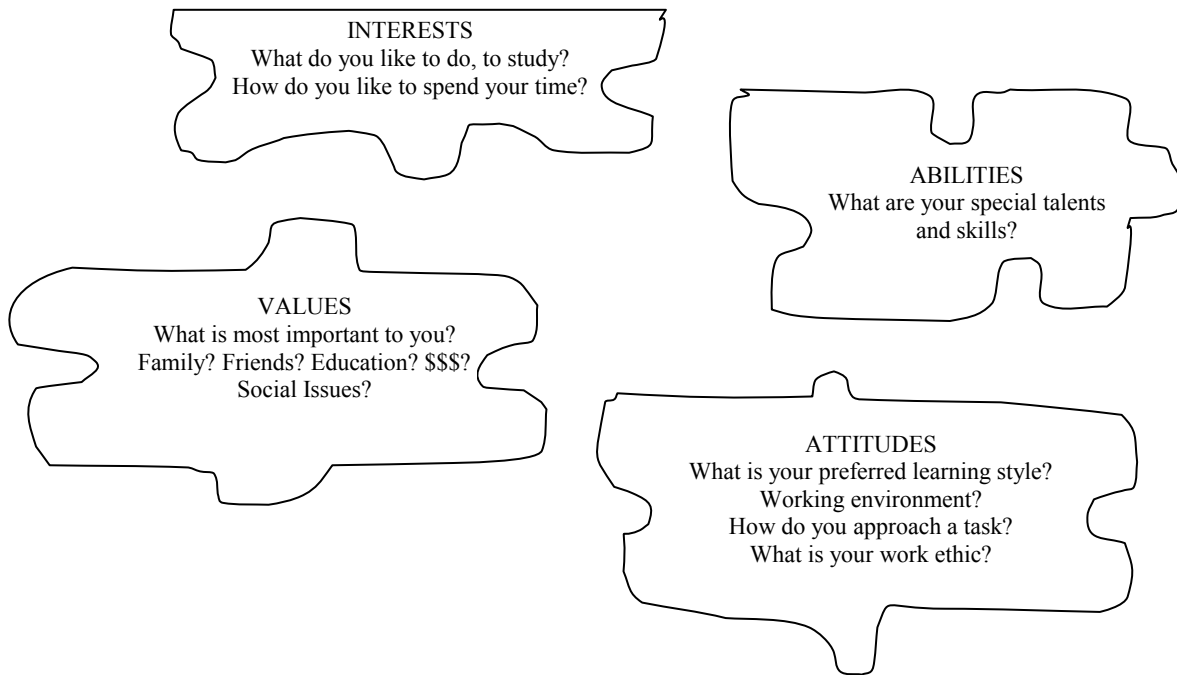 INTERESTS
What do you like to do, to study?
How do you like to spend your time?
ABILITIES
What are your special talents
and skills?
VALUES
What is most important to you?
Family? Friends? Education? $$$?
Social Issues?
ATTITUDES
What is your preferred learning style?
Working environment?
How do you approach a task?
What is your work ethic?